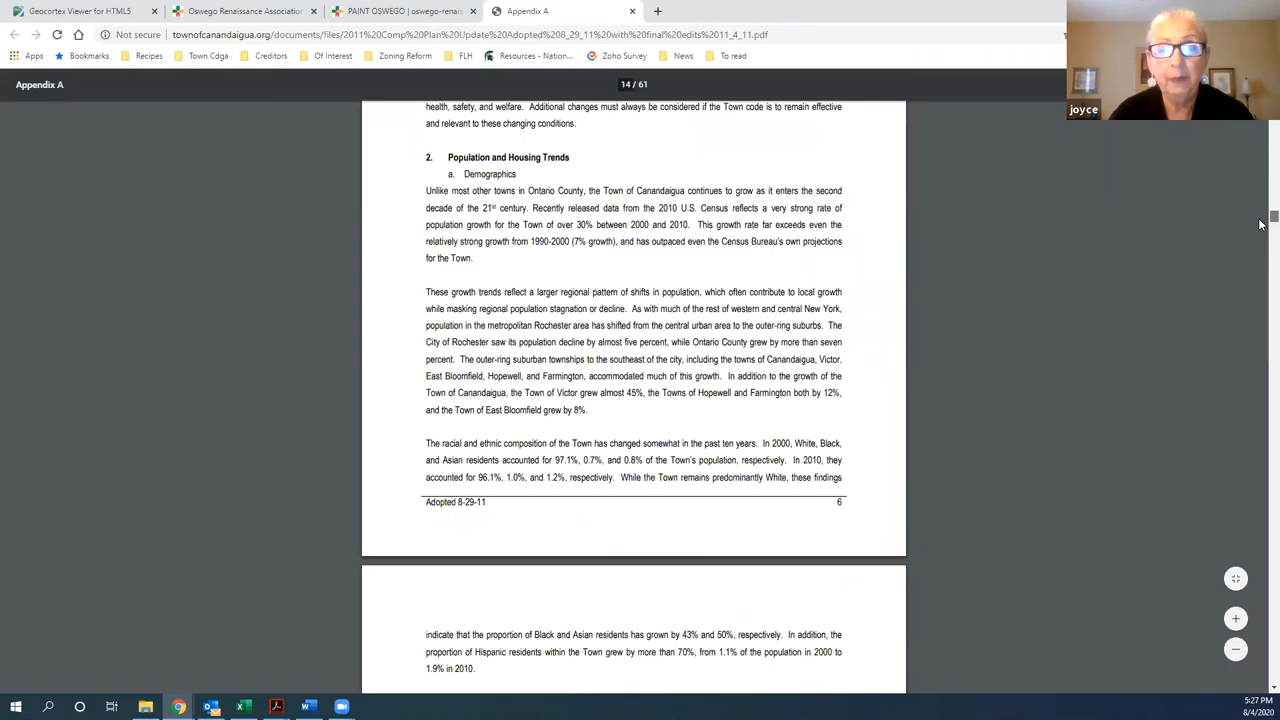 Geocortex Viewer for HTML5
Oswego Renaissance Association
PAINT OSWEGO | oswego-renais
Appendix A
Not secure | townofcanandaigua.org/documents/files/2011%20Comp%20Plan%20Update%20Adopted%208_29_11%20with%20final%20edits%2011_4_11.pdf
Apps Bookmarks Recipes Town Cdga Creditors Of Interest Zoning Reform FLH Resources - Nation... Zoho Survey News To read
joyce
Appendix A
14 / 61
health, safety, and welfare. Additional changes must always be considered if the Town code is to remain effective
and relevant to these changing conditions.
2. Population and Housing Trends
a. Demographics
Unlike most other towns in Ontario County, the Town of Canandaigua continues to grow as it enters the second
decade of the 21st century. Recently released data from the 2010 U.S. Census reflects a very strong rate of
population growth for the Town of over 30% between 2000 and 2010. This growth rate far exceeds even the
relatively strong growth from 1990-2000 (7% growth), and has outpaced even the Census Bureau's own projections
for the Town.
These growth trends reflect a larger regional pattern of shifts in population, which often contribute to local growth
while masking regional population stagnation or decline. As with much of the rest of western and central New York,
population in the metropolitan Rochester area has shifted from the central urban area to the outer-ring suburbs. The
City of Rochester saw its population decline by almost five percent, while Ontario County grew by more than seven
percent. The outer-ring suburban townships to the southeast of the city, including the towns of Canandaigua, Victor,
East Bloomfield, Hopewell, and Farmington, accommodated much of this growth. In addition to the growth of the
Town of Canandaigua, the Town of Victor grew almost 45%, the Towns of Hopewell and Farmington both by 12%,
and the Town of East Bloomfield grew by 8%.
The racial and ethnic composition of the Town has changed somewhat in the past ten years. In 2000, White, Black,
and Asian residents accounted for 97.1%, 0.7%, and 0.8% of the Town's population, respectively. In 2010, they
accounted for 96.1%, 1.0%, and 1.2%, respectively. While the Town remains predominantly White, these findings
Adopted 8-29-11 6
indicate that the proportion of Black and Asian residents has grown by 43% and 50%, respectively. In addition, the
proportion of Hispanic residents within the Town grew by more than 70%, from 1.1% of the population in 2000 to
1.9% in 2010.
5:27 PM
8/4/2020